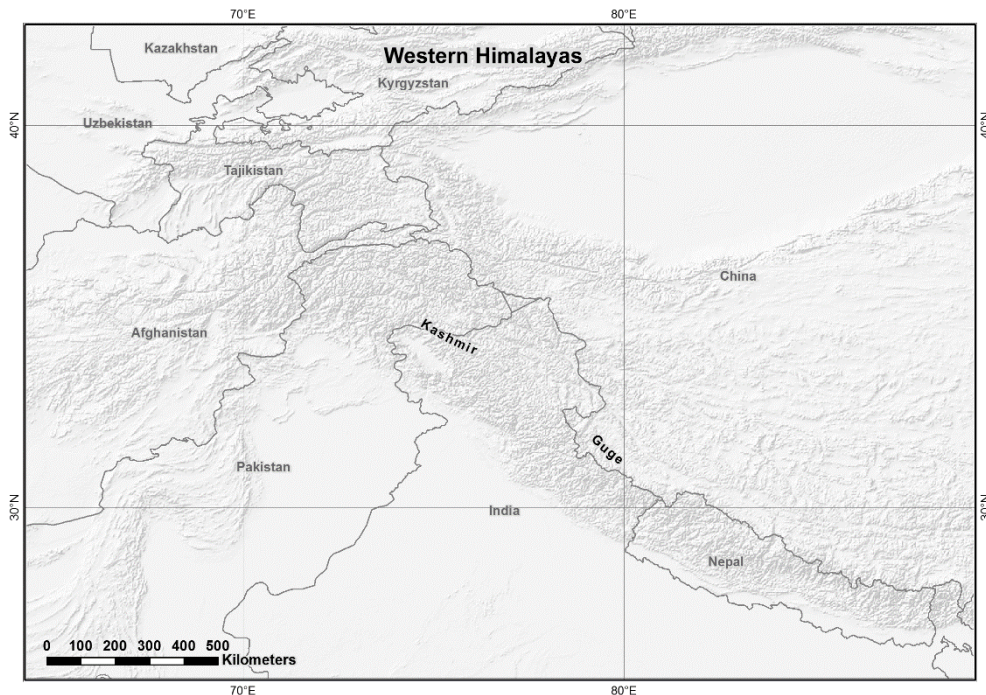 70°E 80°E
Kazakhstan
Western Himalayas
Kyrgyzstan
Uzbekistan
40°N 40°N
Tajikistan
China
Afghanistan
Kashmir
Guge
Pakistan
30°N 30°N
India
Nepal
0 100 200 300 400 500
Kilometers
70°E 80°E